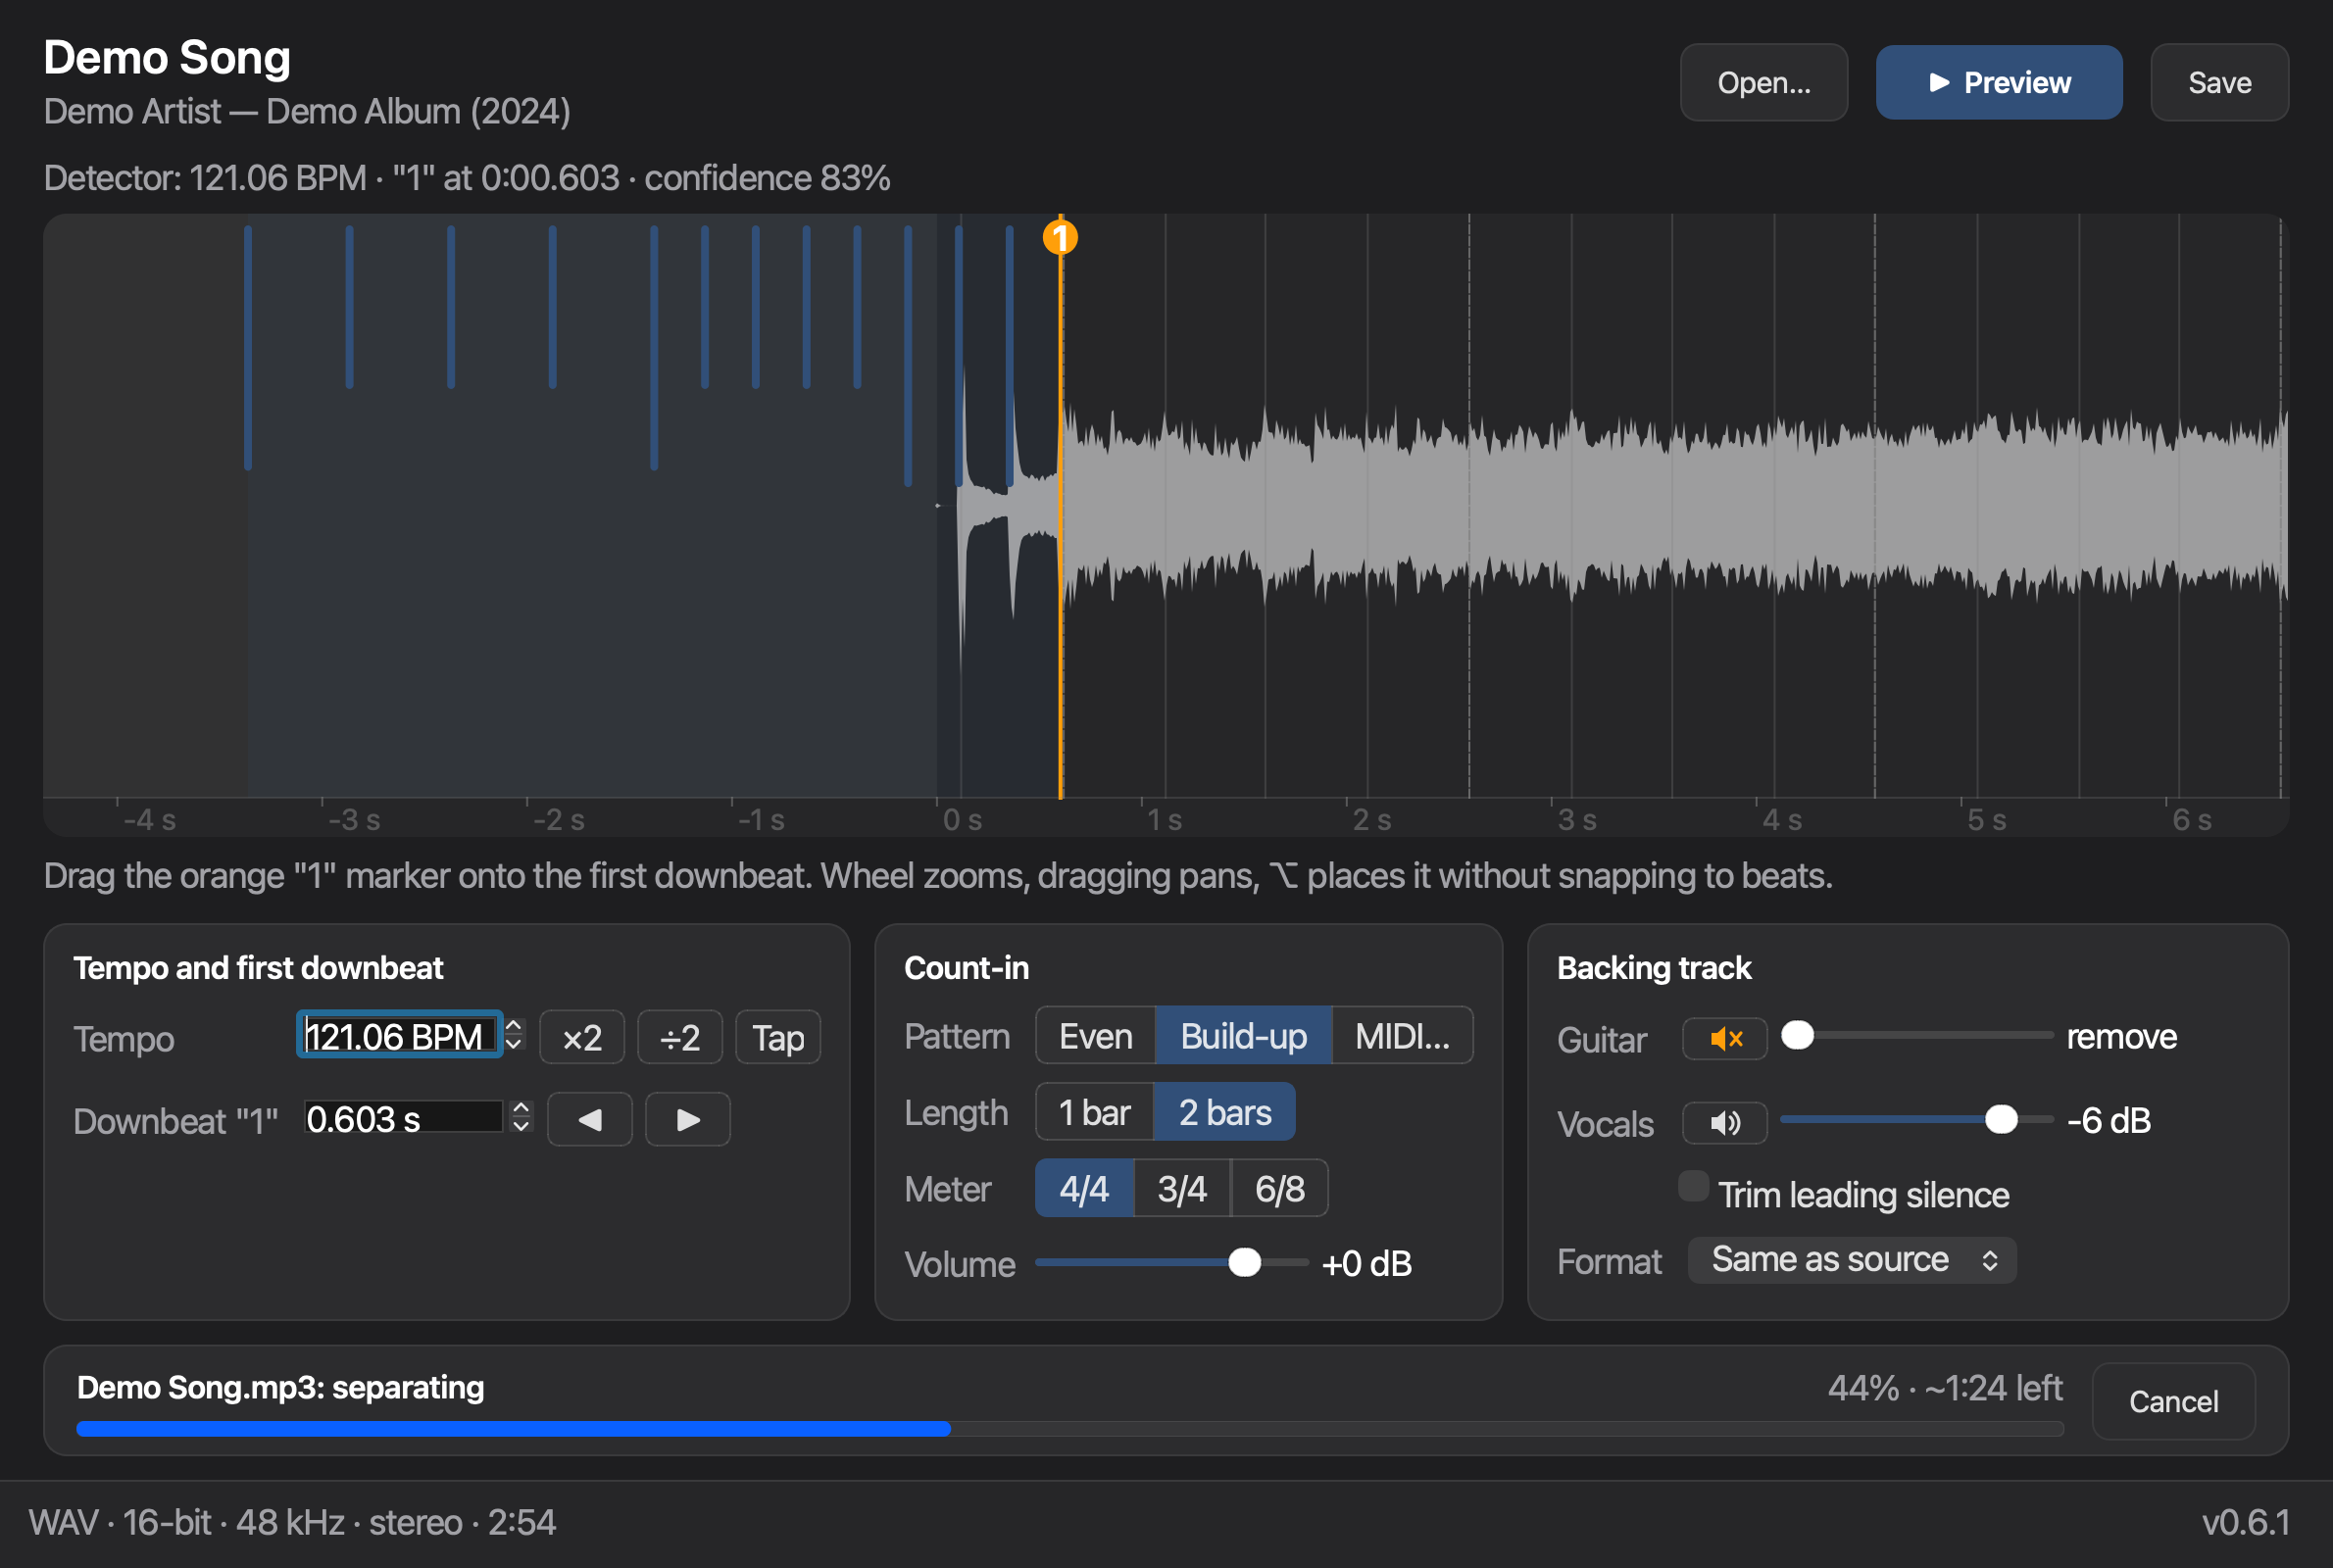 Demo Song
Demo Artist — Demo Album (2024)
Open...
▶ Preview
Save
Detector: 121.06 BPM · "1" at 0:00.603 · confidence 83%
1
-4 s
-3 s
-2 s
-1 s
0 s
1 s
2 s
3 s
4 s
5 s
6 s
Drag the orange "1" marker onto the first downbeat. Wheel zooms, dragging pans, ⌥ places it without snapping to beats.
Tempo and first downbeat
Tempo
121.06 BPM
×2
÷2
Tap
Downbeat "1"
0.603 s
◀
▶
Count-in
Pattern
Even
Build-up
MIDI...
Length
1 bar
2 bars
Meter
4/4
3/4
6/8
Volume
+0 dB
Backing track
Guitar
remove
Vocals
-6 dB
Trim leading silence
Format
Same as source
Demo Song.mp3: separating
44% · ~1:24 left
Cancel
WAV · 16-bit · 48 kHz · stereo · 2:54
v0.6.1